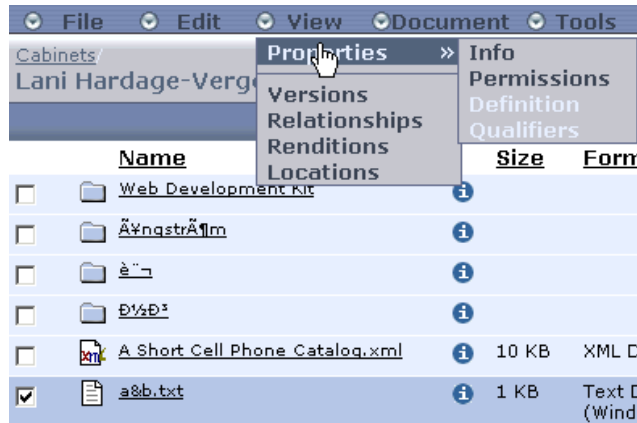 File Edit View Document Tools
Cabinets/
Lani Hardage-Verg
Properties »
Versions
Relationships
Renditions
Locations
Info
Permissions
Definition
Qualifiers
Name Size Form
Web Development Kit
Ã¥ngstrÃ¶m
è¨¬
Ð½Ð³
A Short Cell Phone Catalog.xml 10 KB XML D
a&b.txt 1 KB Text D
(Wind